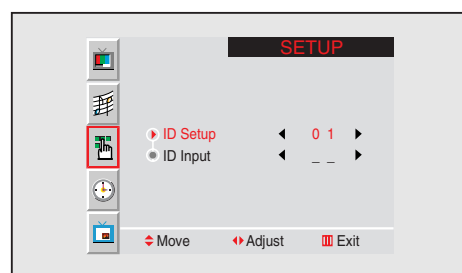 SETUP
ID Setup 0 1
ID Input _ _
Move Adjust Exit